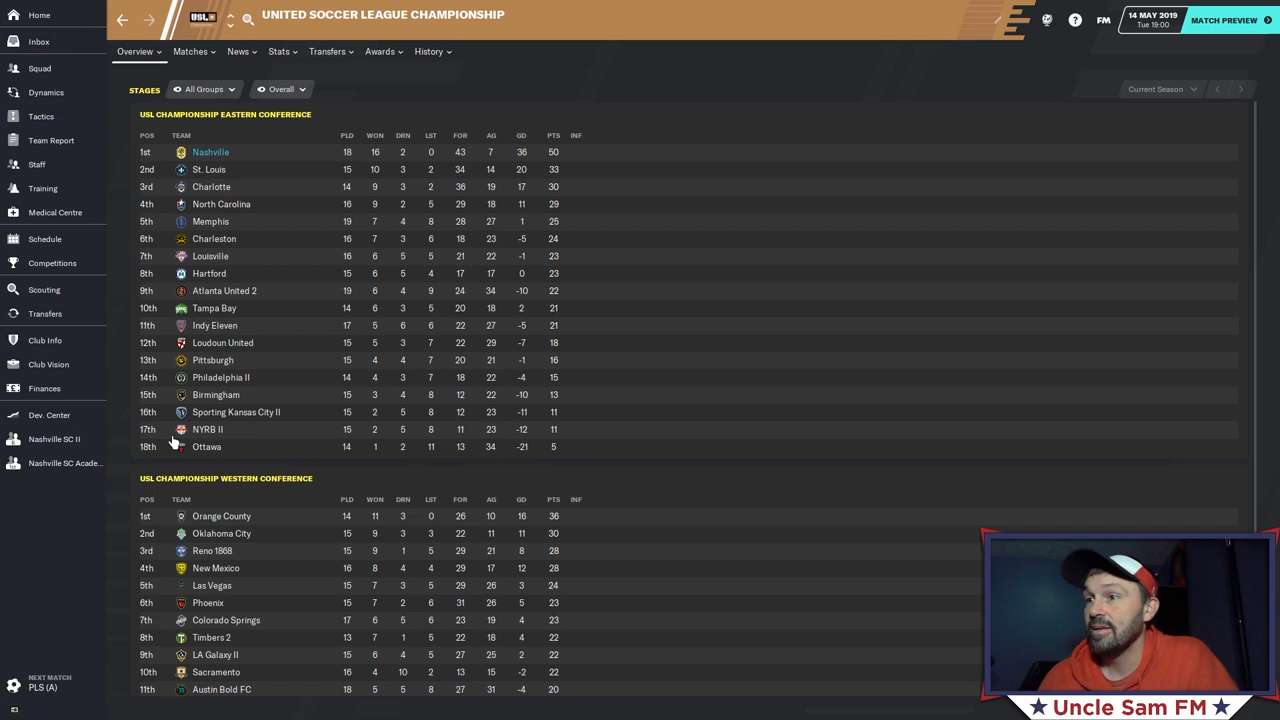 Home
Inbox
Squad
Dynamics
Tactics
Team Report
Staff
Training
Medical Centre
Schedule
Competitions
Scouting
Transfers
Club Info
Club Vision
Finances
Dev. Center
Nashville SC II
Nashville SC Acade...
NEXT MATCH
PLS (A)
USL
UNITED SOCCER LEAGUE CHAMPIONSHIP
?
FM
14 MAY 2019
Tue 19:00
MATCH PREVIEW
Overview Matches News Stats Transfers Awards History
STAGES All Groups Overall Current Season
USL CHAMPIONSHIP EASTERN CONFERENCE
POS TEAM PLD WON DRN LST FOR AG GD PTS INF
1st Nashville 18 16 2 0 43 7 36 50
2nd St. Louis 15 10 3 2 34 14 20 33
3rd Charlotte 14 9 3 2 36 19 17 30
4th North Carolina 16 9 2 5 29 18 11 29
5th Memphis 19 7 4 8 28 27 1 25
6th Charleston 16 7 3 6 18 23 -5 24
7th Louisville 16 6 5 5 21 22 -1 23
8th Hartford 15 6 5 4 17 17 0 23
9th Atlanta United 2 19 6 4 9 24 34 -10 22
10th Tampa Bay 14 6 3 5 20 18 2 21
11th Indy Eleven 17 5 6 6 22 27 -5 21
12th Loudoun United 15 5 3 7 22 29 -7 18
13th Pittsburgh 15 4 4 7 20 21 -1 16
14th Philadelphia II 14 4 3 7 18 22 -4 15
15th Birmingham 15 3 4 8 12 22 -10 13
16th Sporting Kansas City II 15 2 5 8 12 23 -11 11
17th NYRB II 15 2 5 8 11 23 -12 11
18th Ottawa 14 1 2 11 13 34 -21 5
USL CHAMPIONSHIP WESTERN CONFERENCE
POS TEAM PLD WON DRN LST FOR AG GD PTS INF
1st Orange County 14 11 3 0 26 10 16 36
2nd Oklahoma City 15 9 3 3 22 11 11 30
3rd Reno 1868 15 9 1 5 29 21 8 28
4th New Mexico 16 8 4 4 29 17 12 28
5th Las Vegas 15 7 3 5 29 26 3 24
6th Phoenix 15 7 2 6 31 26 5 23
7th Colorado Springs 17 6 5 6 23 19 4 23
8th Timbers 2 13 7 1 5 22 18 4 22
9th LA Galaxy II 15 6 4 5 27 25 2 22
10th Sacramento 16 4 10 2 13 15 -2 22
11th Austin Bold FC 18 5 5 8 27 31 -4 20
★ Uncle Sam FM ★